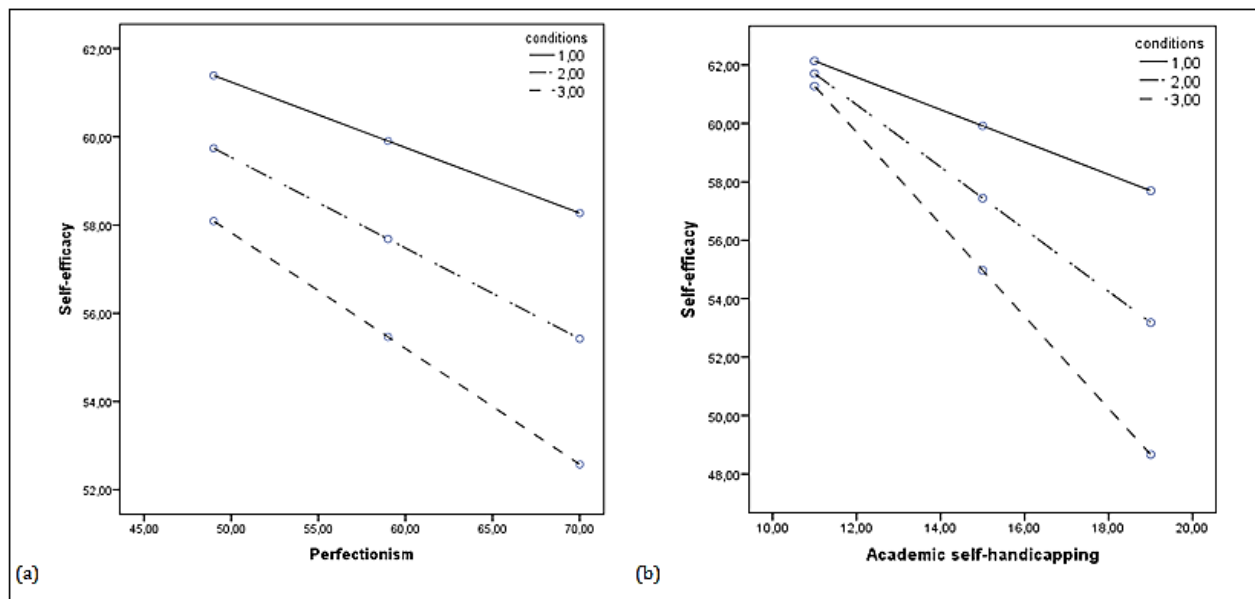 conditions
1,00
2,00
3,00
62,00
60,00
58,00
56,00
54,00
52,00
Self-efficacy
45,00 50,00 55,00 60,00 65,00 70,00
Perfectionism
(a)
conditions
1,00
2,00
3,00
62,00
60,00
58,00
56,00
54,00
52,00
50,00
48,00
Self-efficacy
10,00 12,00 14,00 16,00 18,00 20,00
Academic self-handicapping
(b)